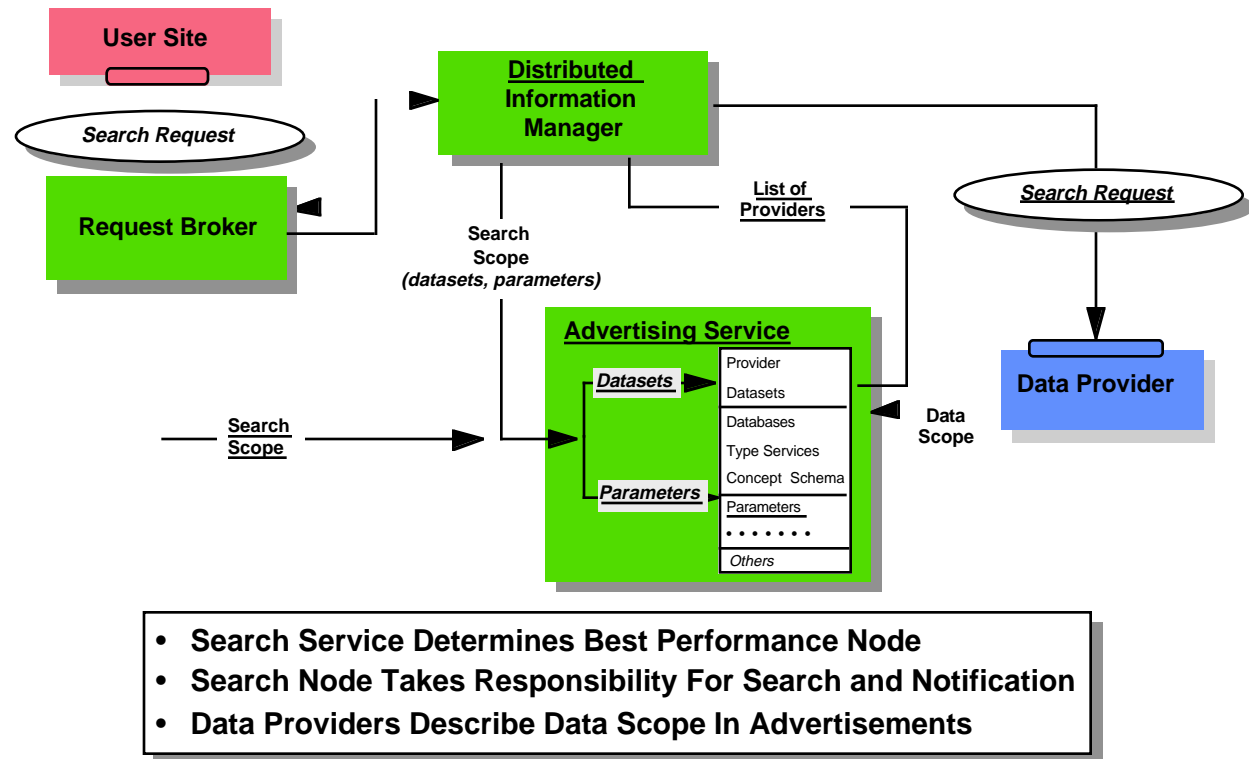 User Site
Search Request
Request Broker
Distributed
Information
Manager
Search
Scope
(datasets, parameters)
List of
Providers
Search Request
Data Provider
Advertising Service
Datasets
Parameters
Provider
Datasets
Databases
Type Services
Concept Schema
Parameters
• • • • • • •
Others
Data
Scope
Search
Scope
• Search Service Determines Best Performance Node
• Search Node Takes Responsibility For Search and Notification
• Data Providers Describe Data Scope In Advertisements